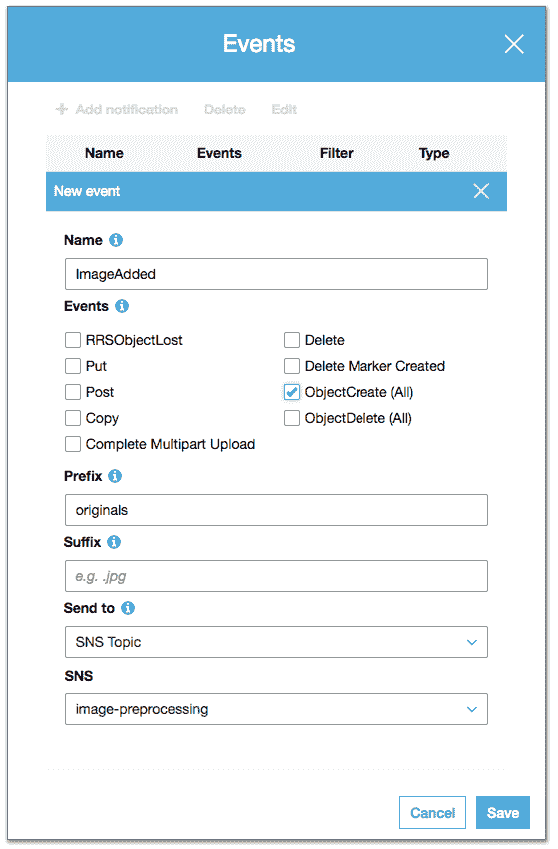 Events
Add notification Delete Edit
Name Events Filter Type
New event
Name
ImageAdded
Events
RRSObjectLost Delete
Put Delete Marker Created
Post ObjectCreate (All)
Copy ObjectDelete (All)
Complete Multipart Upload
Prefix
originals
Suffix
e.g. .jpg
Send to
SNS Topic
SNS
image-preprocessing
Cancel Save